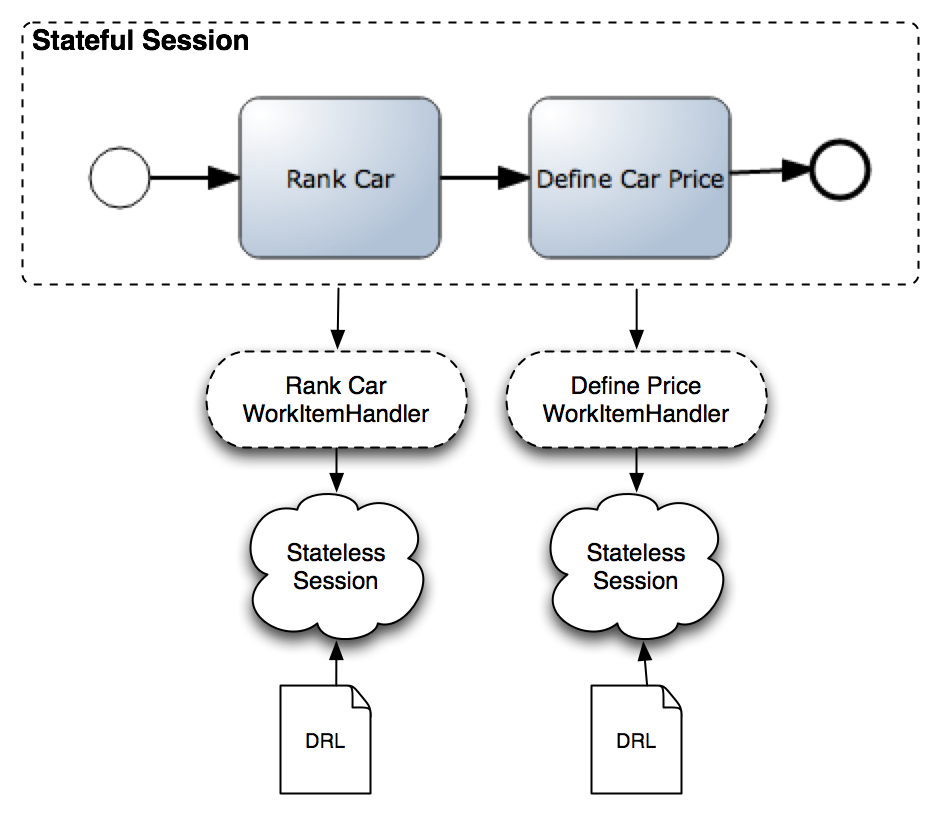 Stateful Session
Rank Car
Define Car Price
Rank Car
WorkItemHandler
Define Price
WorkItemHandler
Stateless
Session
Stateless
Session
DRL
DRL